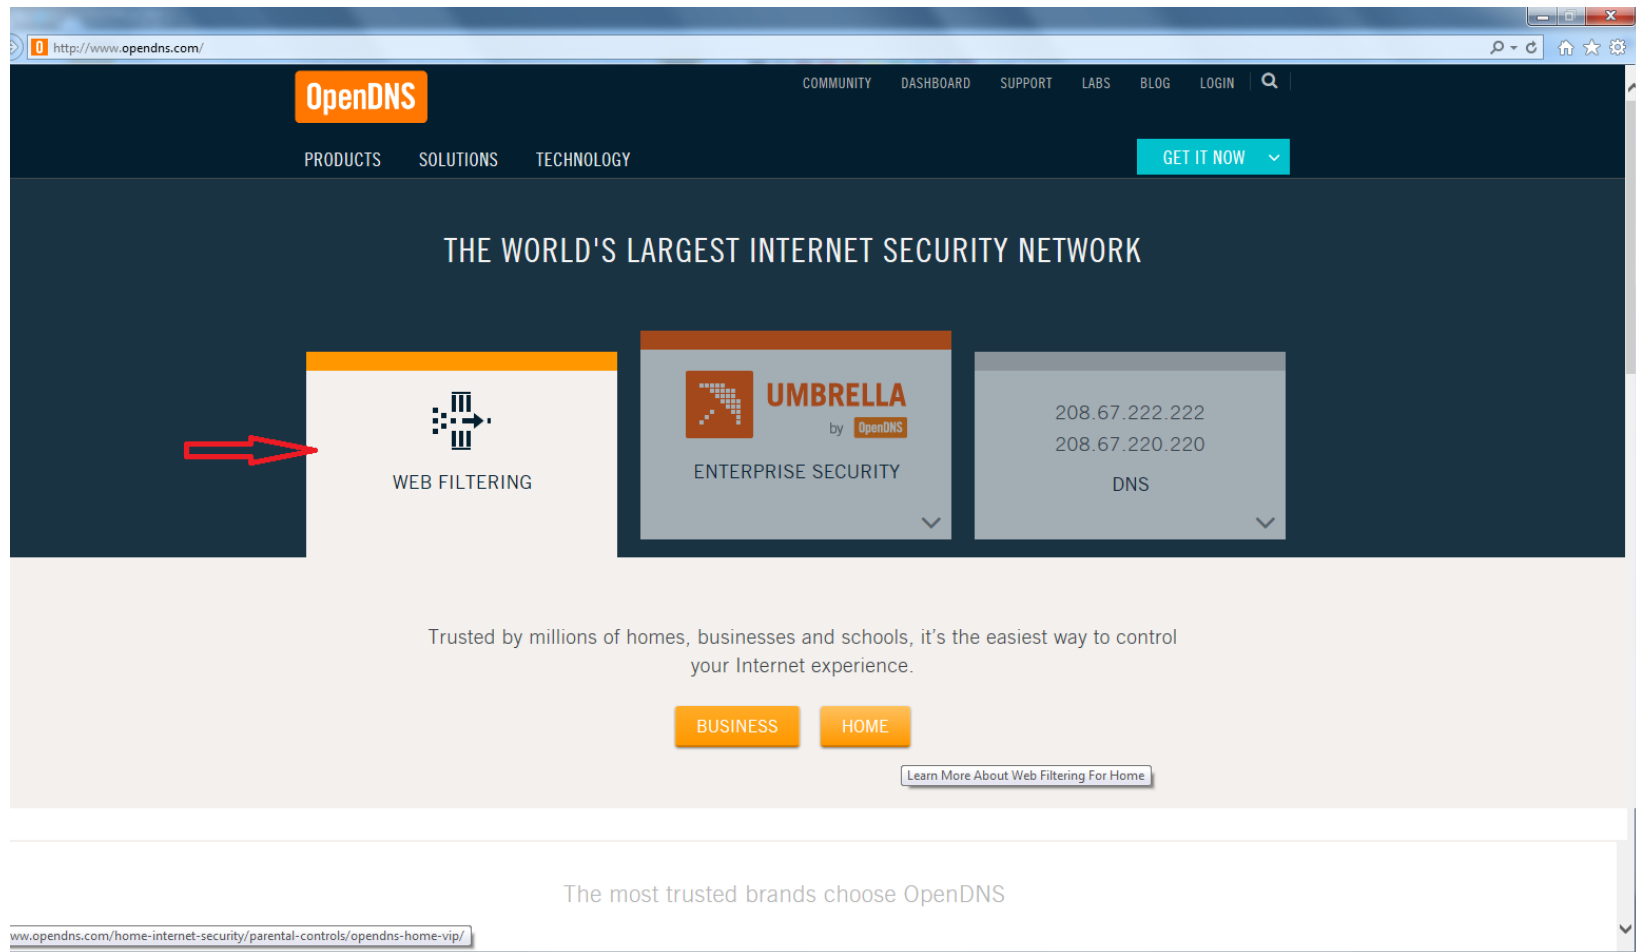 http://www.opendns.com/
OpenDNS
COMMUNITY DASHBOARD SUPPORT LABS BLOG LOGIN
PRODUCTS SOLUTIONS TECHNOLOGY
GET IT NOW
THE WORLD'S LARGEST INTERNET SECURITY NETWORK
WEB FILTERING
UMBRELLA
by OpenDNS
ENTERPRISE SECURITY
208.67.222.222
208.67.220.220
DNS
Trusted by millions of homes, businesses and schools, it's the easiest way to control
your Internet experience.
BUSINESS HOME
Learn More About Web Filtering For Home
The most trusted brands choose OpenDNS
ww.opendns.com/home-internet-security/parental-controls/opendns-home-vip/